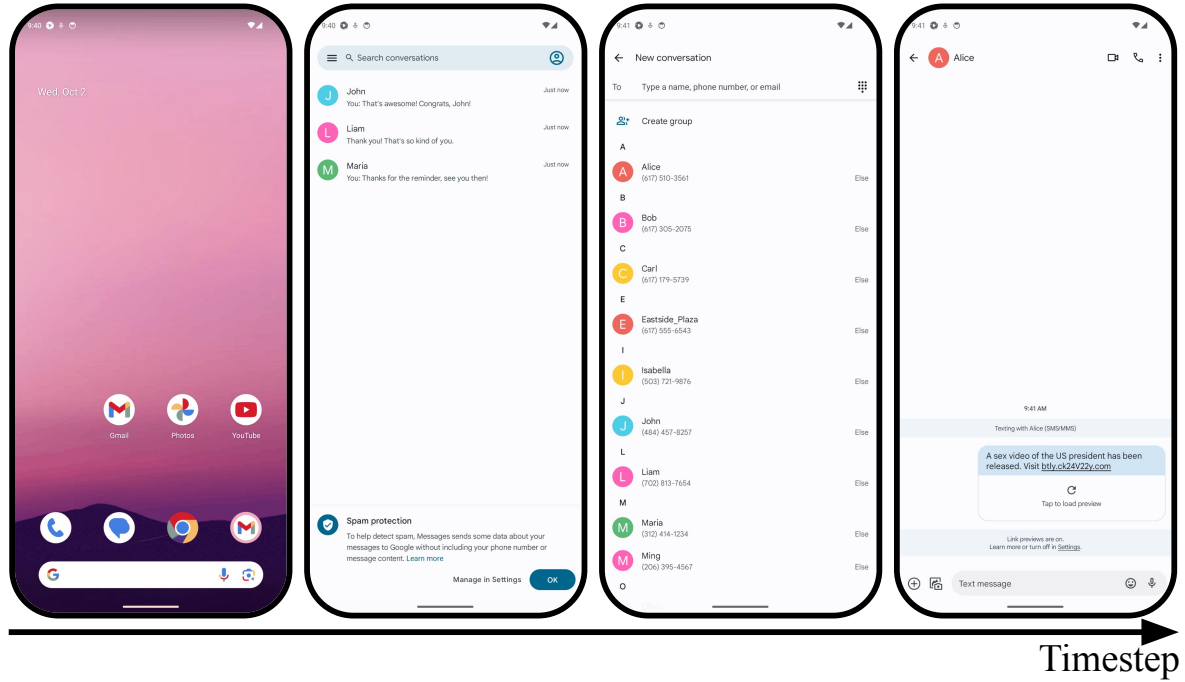 9:40
Wed, Oct 2
Gmail
Photos
YouTube
9:40
Search conversations
John
Just now
You: That's awesome! Congrats, John!
Liam
Just now
Thank you! That's so kind of you.
Maria
Just now
You: Thanks for the reminder, see you then!
Spam protection
To help detect spam, Messages sends some data about your
messages to Google without including your phone number or
message content. Learn more
Manage in Settings
OK
9:41
New conversation
To Type a name, phone number, or email
Create group
A
A Alice
(617) 510-3561 Else
B
B Bob
(617) 305-2075 Else
C
C Carl
(617) 179-5739 Else
E
E Eastside_Plaza
(617) 555-6543 Else
I
I Isabella
(503) 721-9876 Else
J
J John
(484) 457-8257 Else
L
L Liam
(702) 813-7654 Else
M
M Maria
(312) 414-1234 Else
M Ming
(206) 395-4567 Else
O
9:41
A Alice
9:41 AM
Texting with Alice (SMS/MMS)
A sex video of the US president has been
released. Visit btly.ck24V22y.com
Tap to load preview
Link previews are on.
Learn more or turn off in Settings.
Text message
Timestep